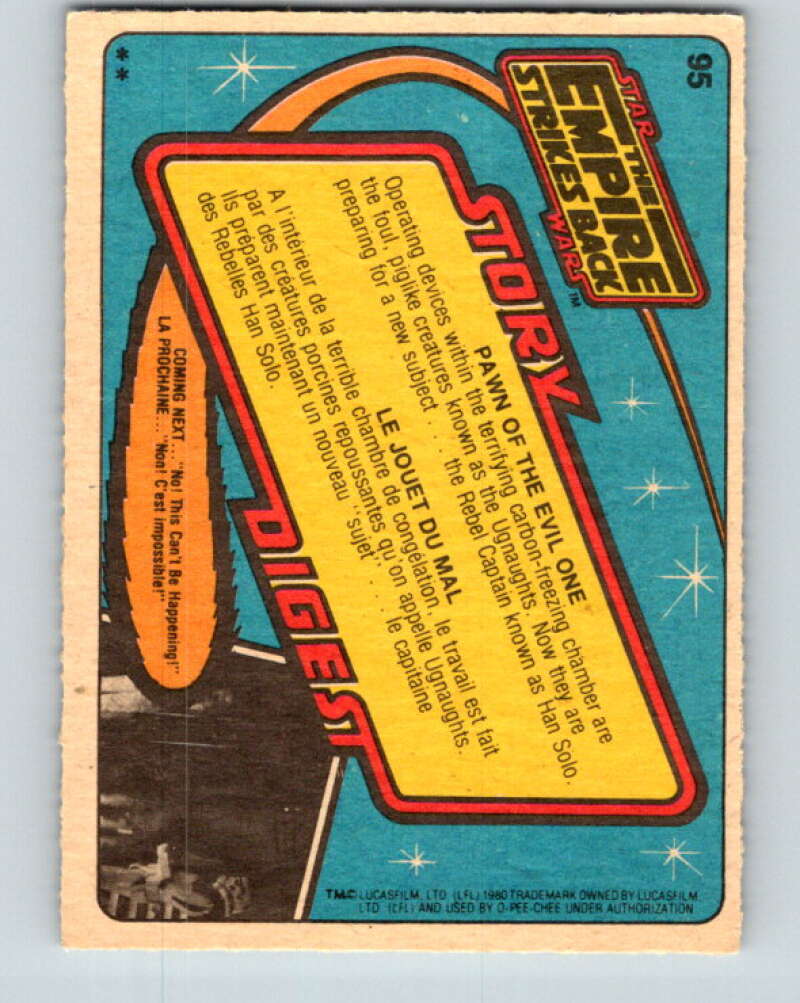 95
STAR
THE
EMPIRE
STRIKES BACK
WARS™
STORY
PAWN OF THE EVIL ONE
Operating devices within the terrifying carbon-freezing chamber are
the foul, piglike creatures known as the Ugnaughts. Now they are
preparing for a new subject . . . the Rebel Captain known as Han Solo.
LE JOUET DU MAL
A l'intérieur de la terrible chambre de congélation, le travail est fait
par des créatures porcines repoussantes qu'on appelle Ugnaughts.
Ils préparent maintenant un nouveau "sujet" . . . le capitaine
des Rebelles Han Solo.
DIGEST
COMING NEXT... "No! This Can't Be Happening!"
LA PROCHAINE... "Non! C'est impossible!"
* *
TM© LUCASFILM, LTD. (LFL) 1980 TRADEMARK OWNED BY LUCASFILM,
LTD. (LFL) AND USED BY O-PEE-CHEE UNDER AUTHORIZATION